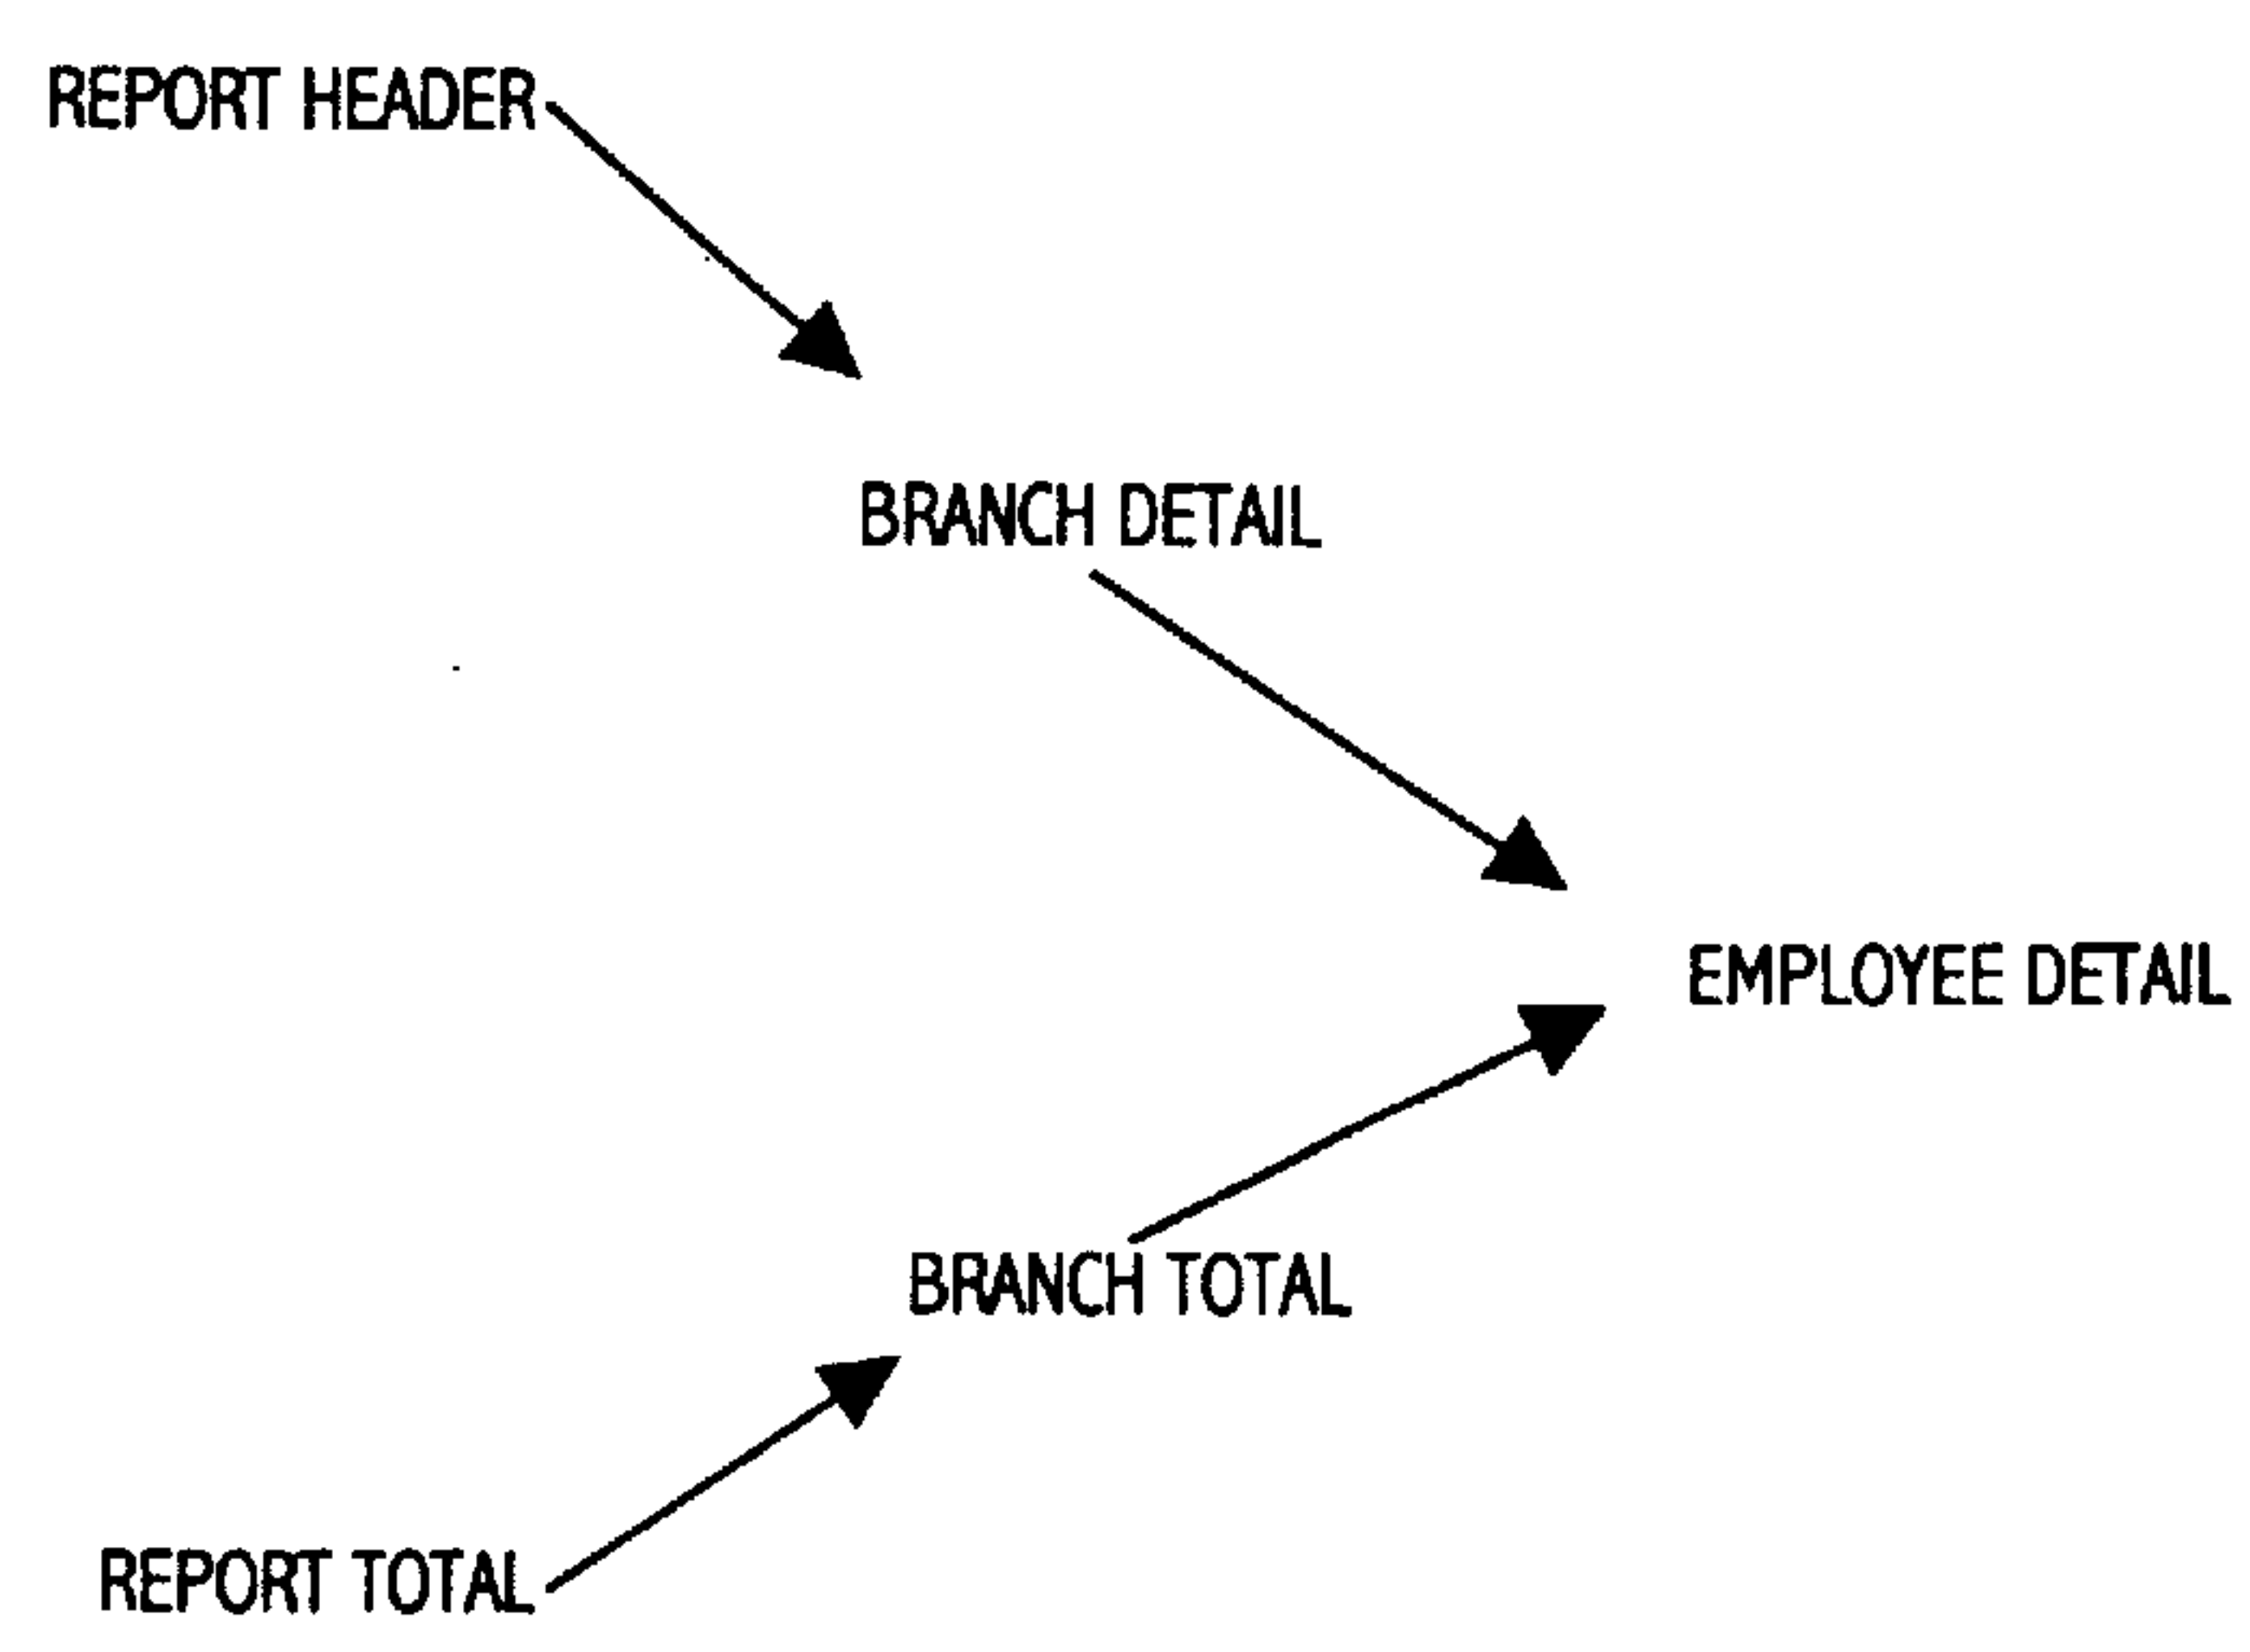 REPORT HEADER
BRANCH DETAIL
EMPLOYEE DETAIL
BRANCH TOTAL
REPORT TOTAL